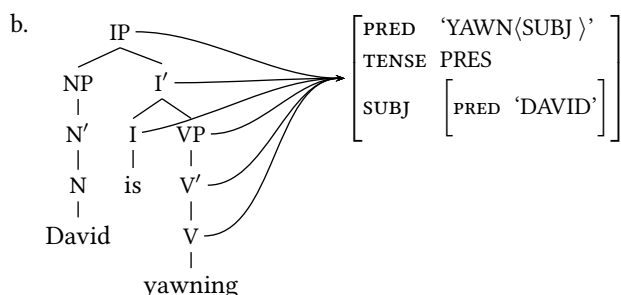 b.
IP
[PRED ‘YAWN⟨SUBJ⟩’
TENSE PRES
SUBJ [PRED ‘DAVID’]]
NP I′
N′ I VP
N is V′
David V
yawning